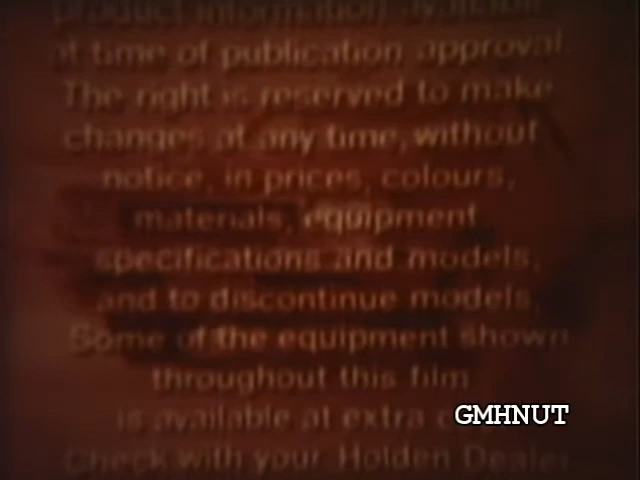 product information available
at time of publication approval.
The right is reserved to make
changes at any time, without
notice, in prices, colours,
materials, equipment
specifications and models,
and to discontinue models.
Some of the equipment shown
throughout this film
is available at extra
GMHNUT
Check with your Holden Dealer